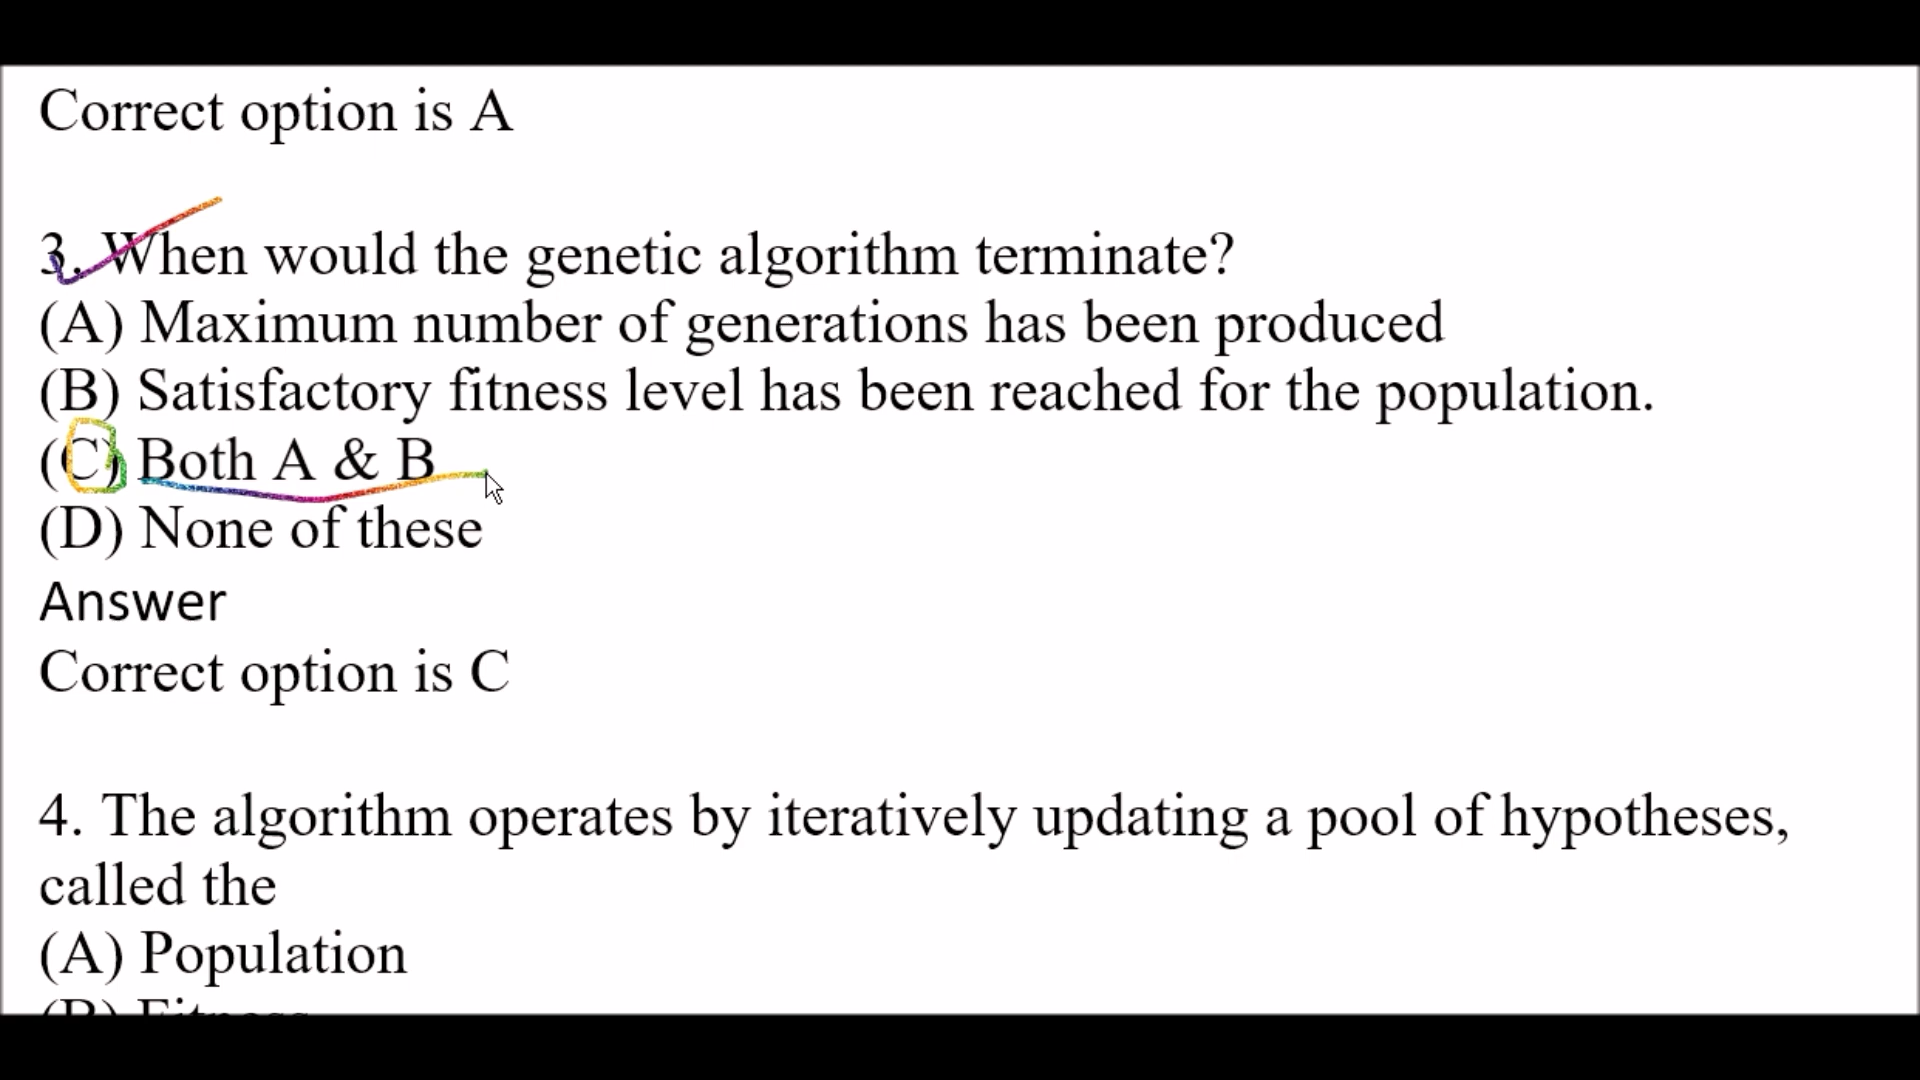 Correct option is A
3. When would the genetic algorithm terminate?
(A) Maximum number of generations has been produced
(B) Satisfactory fitness level has been reached for the population.
(C) Both A & B
(D) None of these
Answer
Correct option is C
4. The algorithm operates by iteratively updating a pool of hypotheses,
called the
(A) Population
(B) Fitness